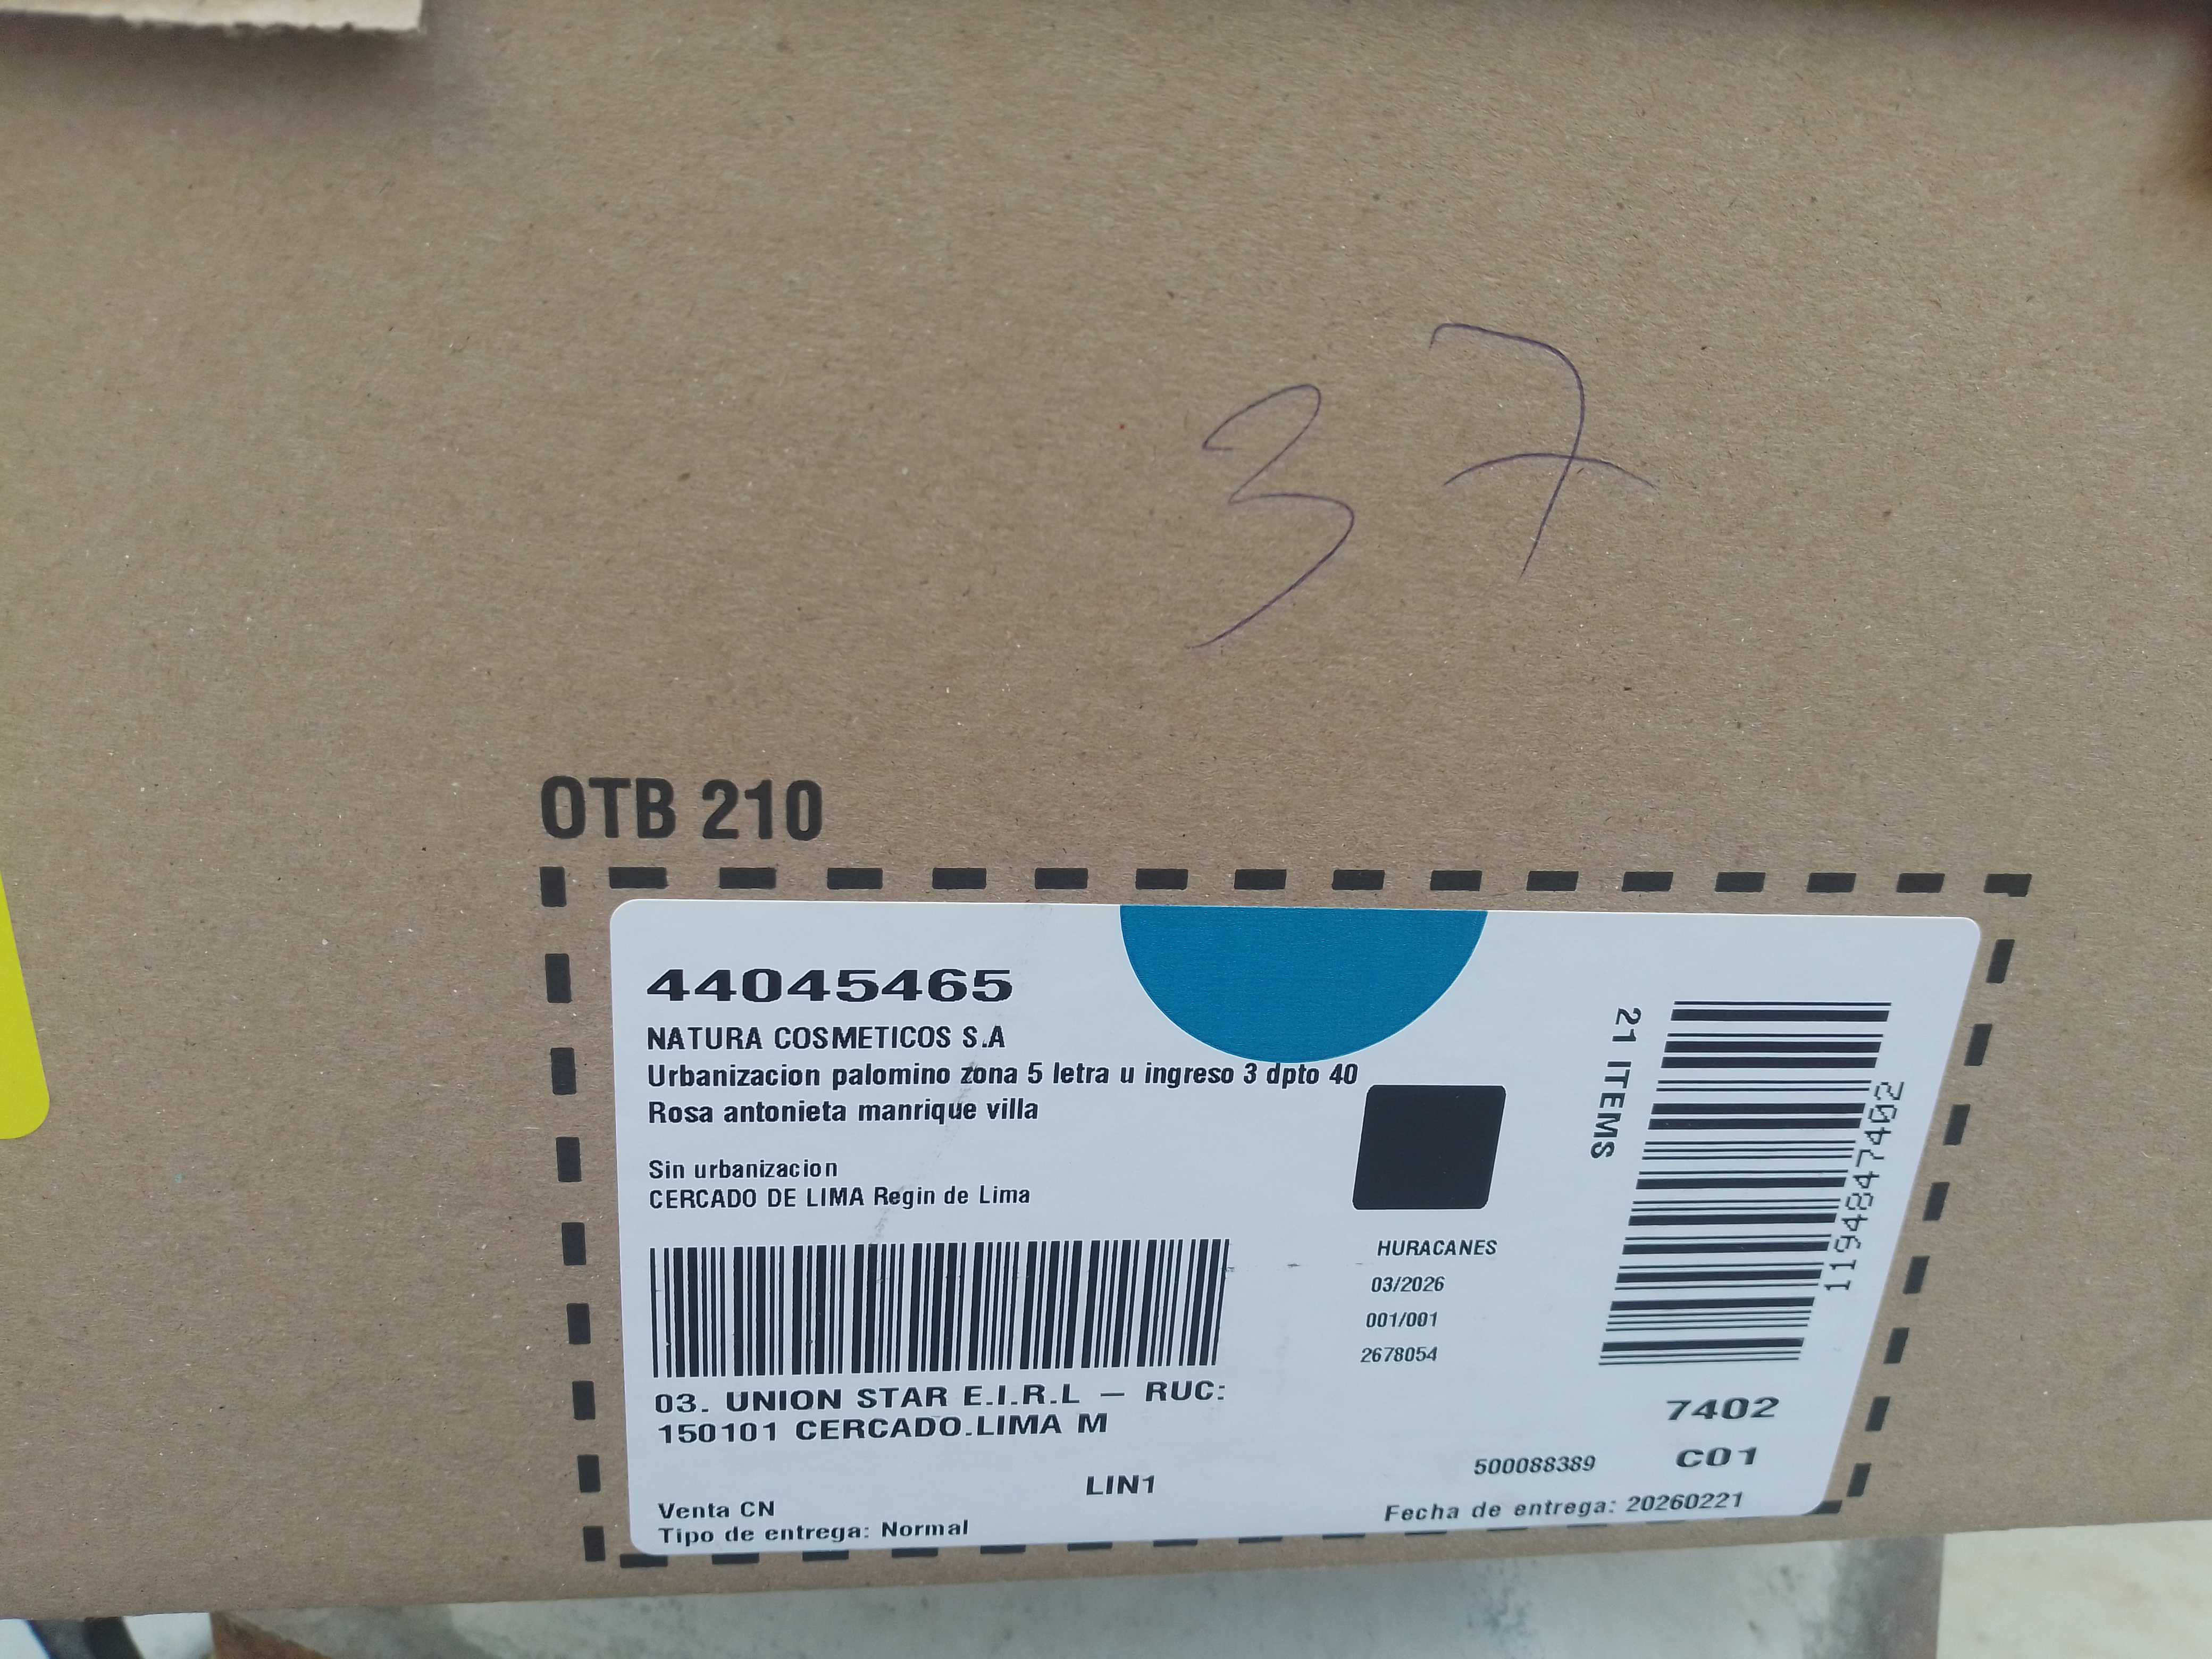 37
OTB 210
44045465
NATURA COSMETICOS S.A
Urbanizacion palomino zona 5 letra u ingreso 3 dpto 40
Rosa antonieta manrique villa
Sin urbanizacion
CERCADO DE LIMA Regin de Lima
21 ITEMS
119484847402
HURACANES
03/2026
001/001
2678054
03. UNION STAR E.I.R.L – RUC:
150101 CERCADO.LIMA M
7402
C01
LIN1
500088389
Venta CN
Tipo de entrega: Normal
Fecha de entrega: 20260221